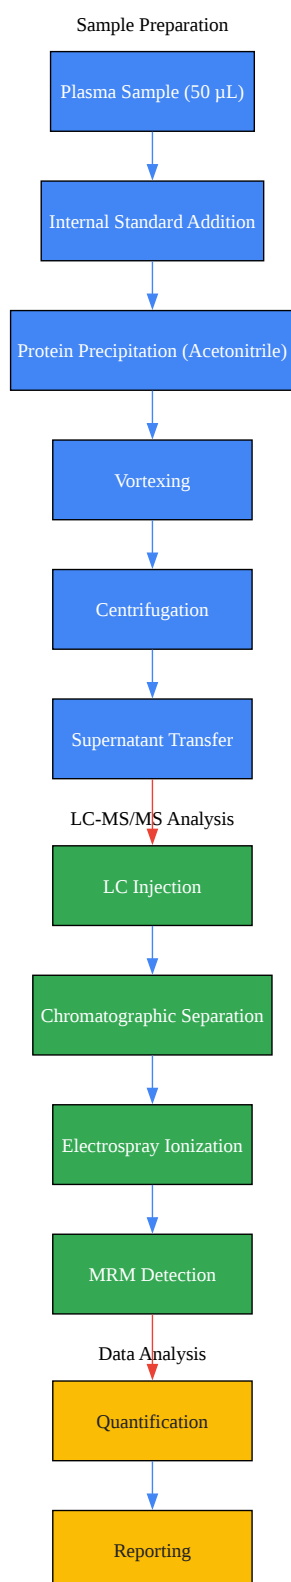 Sample Preparation
Plasma Sample (50 µL)
Internal Standard Addition
Protein Precipitation (Acetonitrile)
Vortexing
Centrifugation
Supernatant Transfer
LC-MS/MS Analysis
LC Injection
Chromatographic Separation
Electrospray Ionization
MRM Detection
Data Analysis
Quantification
Reporting